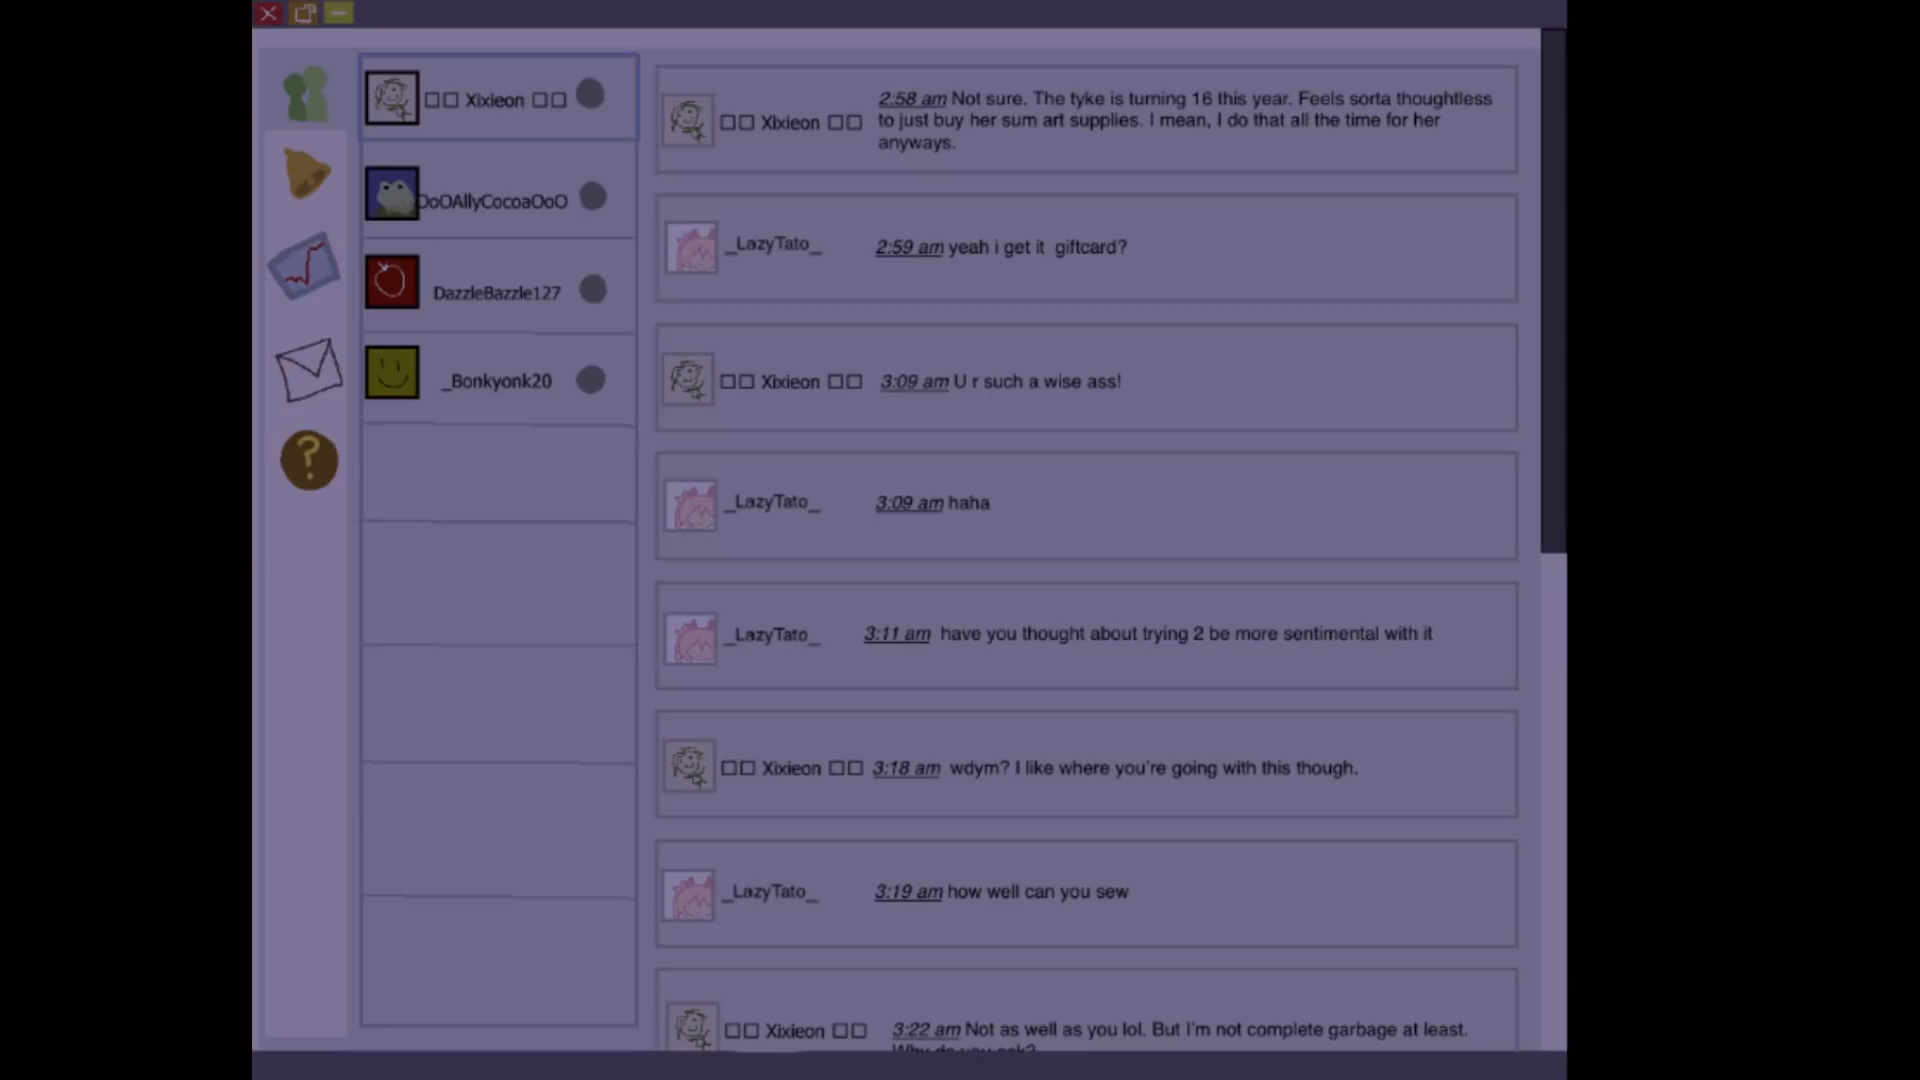 □□ Xixieon □□
OoOAllyCocoaOoO
DazzleBazzle127
_Bonkyonk20
?
□□ Xixieon □□
2:58 am Not sure. The tyke is turning 16 this year. Feels sorta thoughtless
to just buy her sum art supplies. I mean, I do that all the time for her
anyways.
_LazyTato_
2:59 am yeah i get it giftcard?
□□ Xixieon □□
3:09 am U r such a wise ass!
_LazyTato_
3:09 am haha
_LazyTato_
3:11 am have you thought about trying 2 be more sentimental with it
□□ Xixieon □□
3:18 am wdym? I like where you're going with this though.
_LazyTato_
3:19 am how well can you sew
□□ Xixieon □□
3:22 am Not as well as you lol. But I'm not complete garbage at least.
Why do you ask?